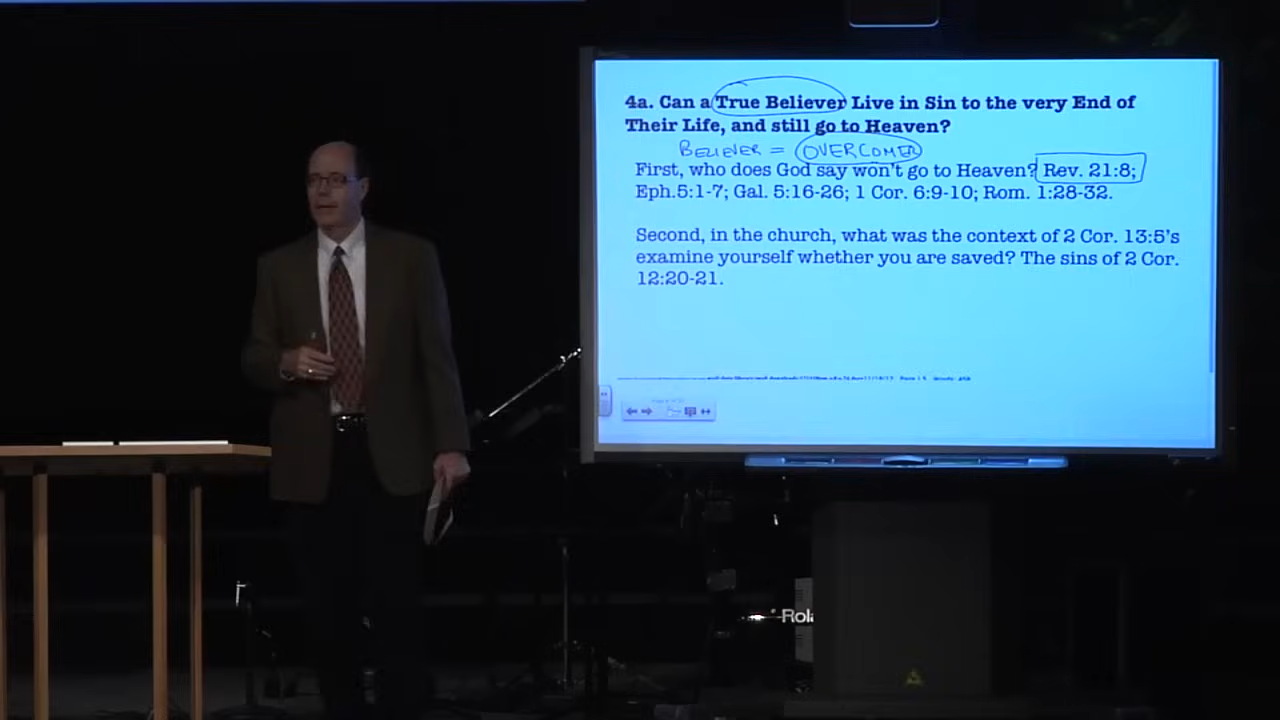 4a. Can a True Believer Live in Sin to the very End of
Their Life, and still go to Heaven?
BELIEVER = OVERCOMER
First, who does God say won't go to Heaven? Rev. 21:8;
Eph.5:1-7; Gal. 5:16-26; 1 Cor. 6:9-10; Rom. 1:28-32.
Second, in the church, what was the context of 2 Cor. 13:5's
examine yourself whether you are saved? The sins of 2 Cor.
12:20-21.
Rola